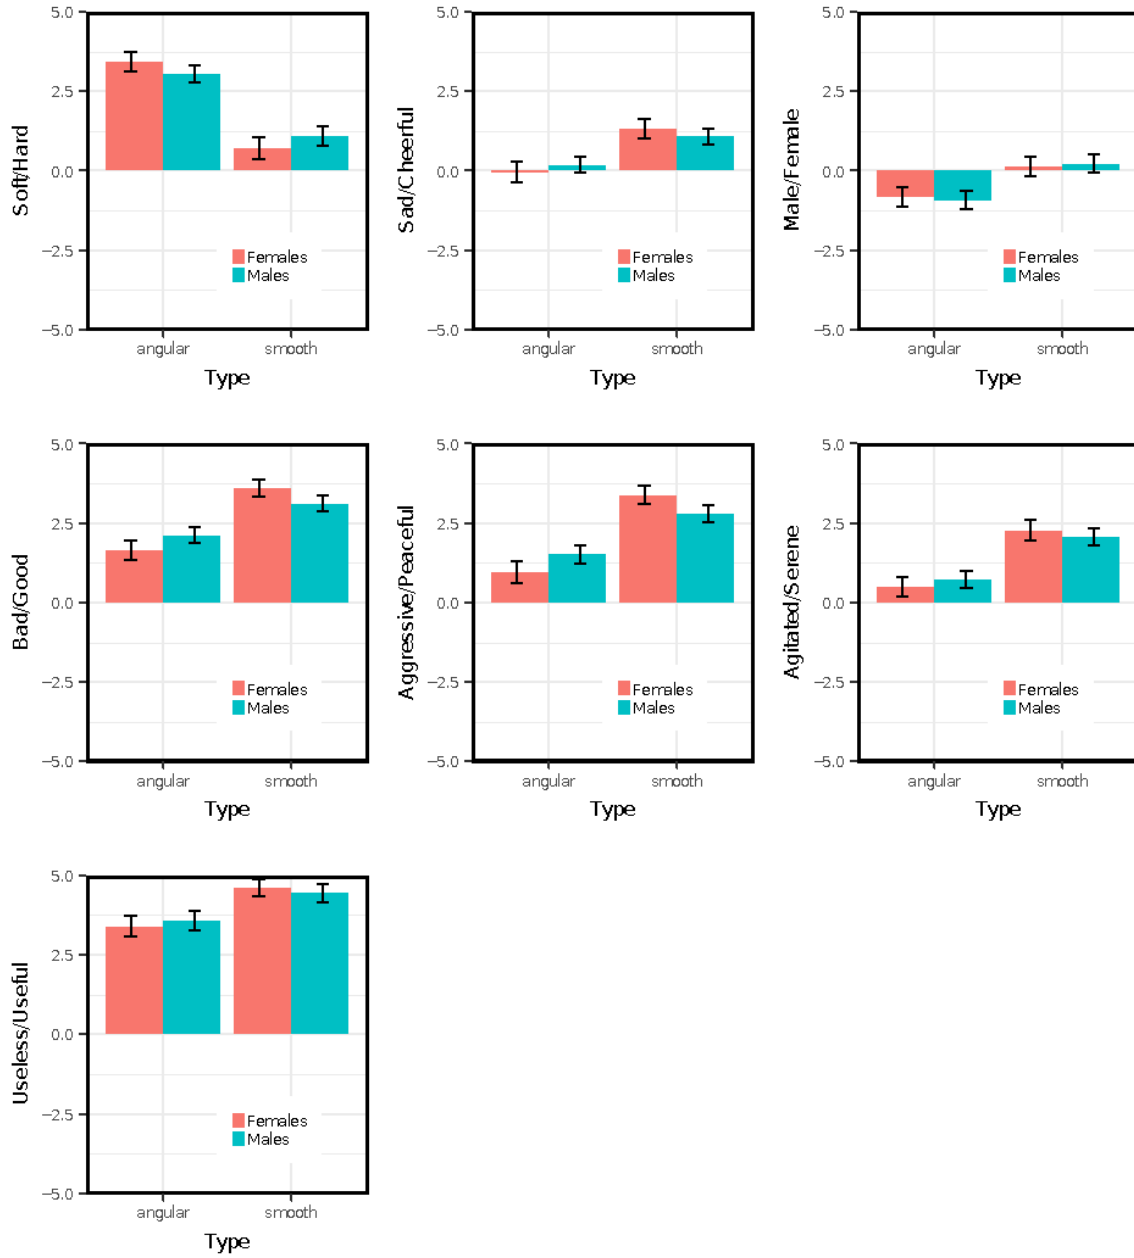 5.0
2.5
0.0
−2.5
−5.0
Soft/Hard
Females
Males
angular smooth
Type
5.0
2.5
0.0
−2.5
−5.0
Sad/Cheerful
Females
Males
angular smooth
Type
5.0
2.5
0.0
−2.5
−5.0
Male/Female
Females
Males
angular smooth
Type
5.0
2.5
0.0
−2.5
−5.0
Bad/Good
Females
Males
angular smooth
Type
5.0
2.5
0.0
−2.5
−5.0
Aggressive/Peaceful
Females
Males
angular smooth
Type
5.0
2.5
0.0
−2.5
−5.0
Agitated/Serene
Females
Males
angular smooth
Type
5.0
2.5
0.0
−2.5
−5.0
Useless/Useful
Females
Males
angular smooth
Type